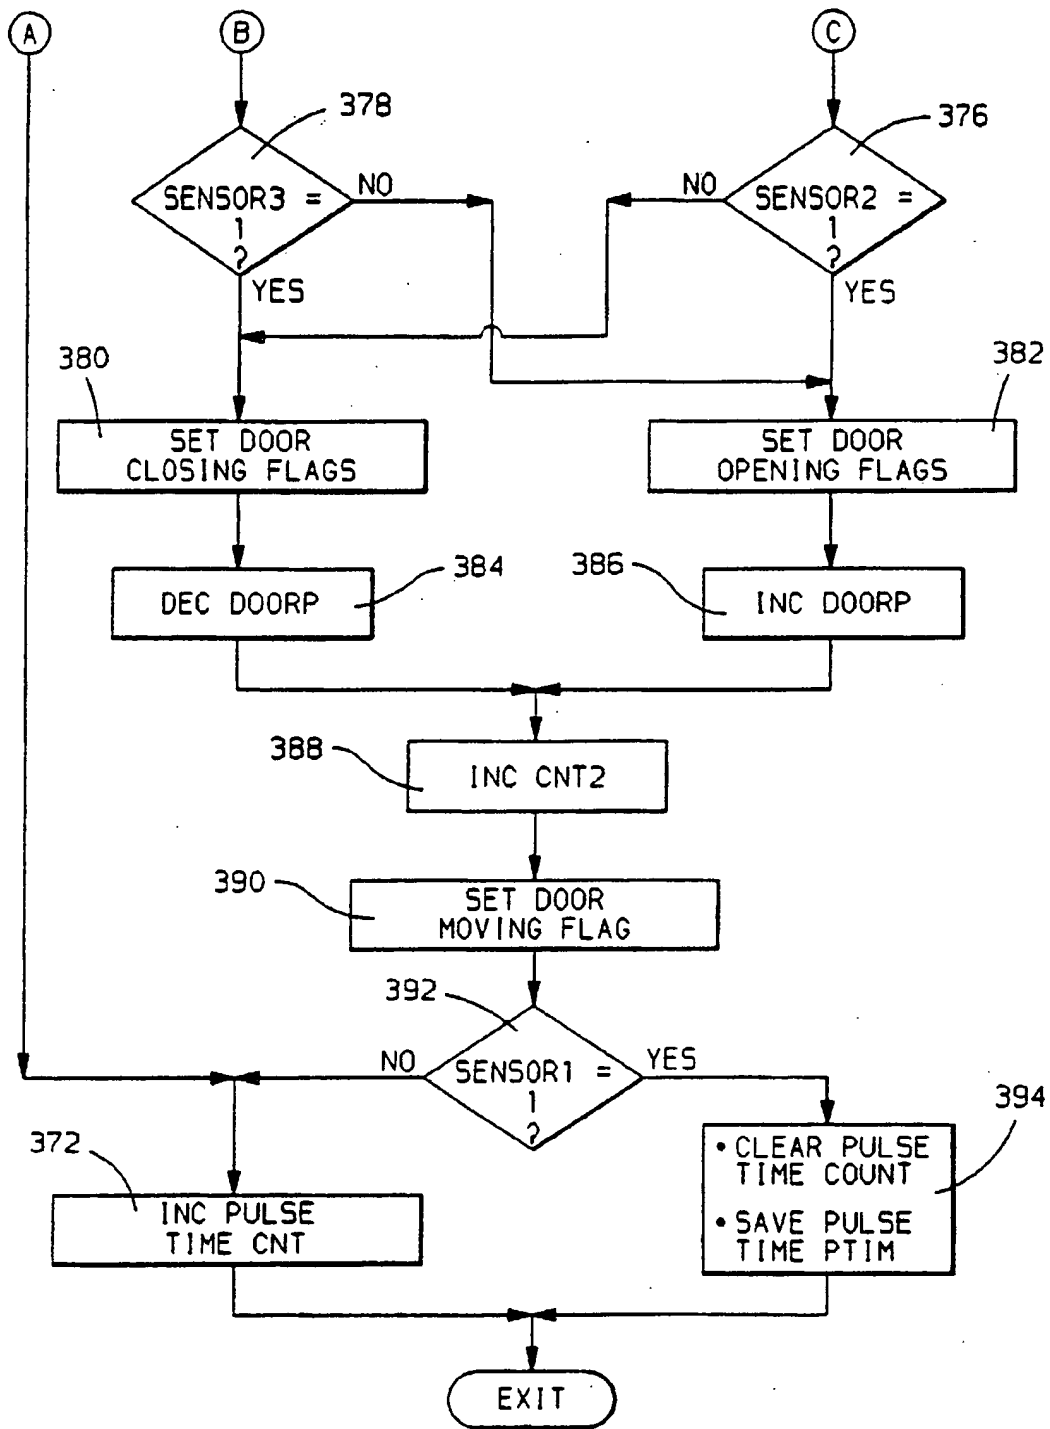 A
B
C
378
376
SENSOR3 =
1
?
NO
YES
NO
SENSOR2 =
1
?
YES
380
382
SET DOOR
CLOSING FLAGS
SET DOOR
OPENING FLAGS
384
386
DEC DOORP
INC DOORP
388
INC CNT2
390
SET DOOR
MOVING FLAG
392
NO
SENSOR1 =
1
?
YES
394
372
INC PULSE
TIME CNT
• CLEAR PULSE
TIME COUNT
• SAVE PULSE
TIME PTIM
EXIT